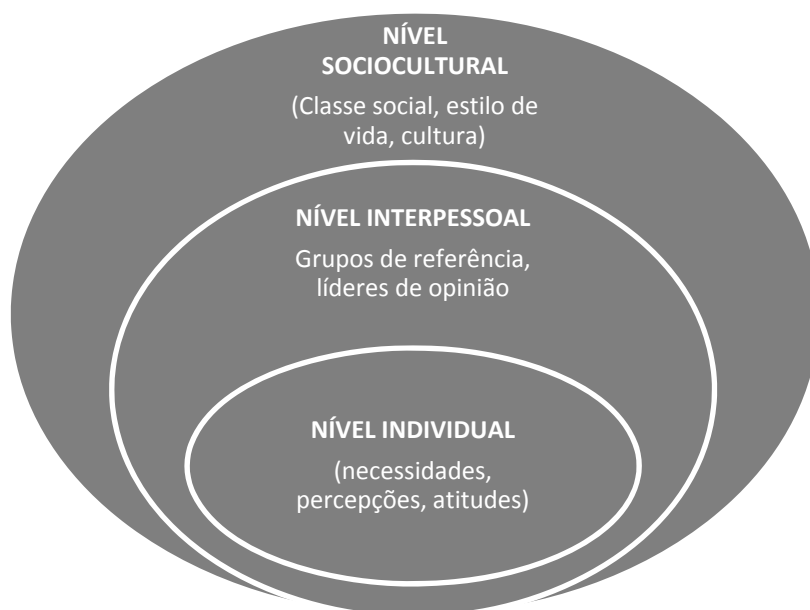 NÍVEL
SOCIOCULTURAL
(Classe social, estilo de
vida, cultura)
NÍVEL INTERPESSOAL
Grupos de referência,
líderes de opinião
NÍVEL INDIVIDUAL
(necessidades,
percepções, atitudes)